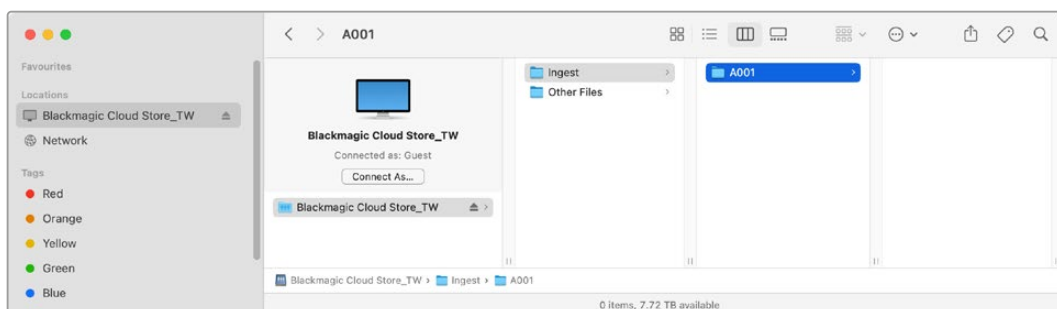 A001
Favourites
Locations
Blackmagic Cloud Store_TW
Network
Tags
Red
Orange
Yellow
Green
Blue
Blackmagic Cloud Store_TW
Connected as: Guest
Connect As...
Blackmagic Cloud Store_TW
Ingest
Other Files
A001
Blackmagic Cloud Store_TW › Ingest › A001
0 items, 7.72 TB available